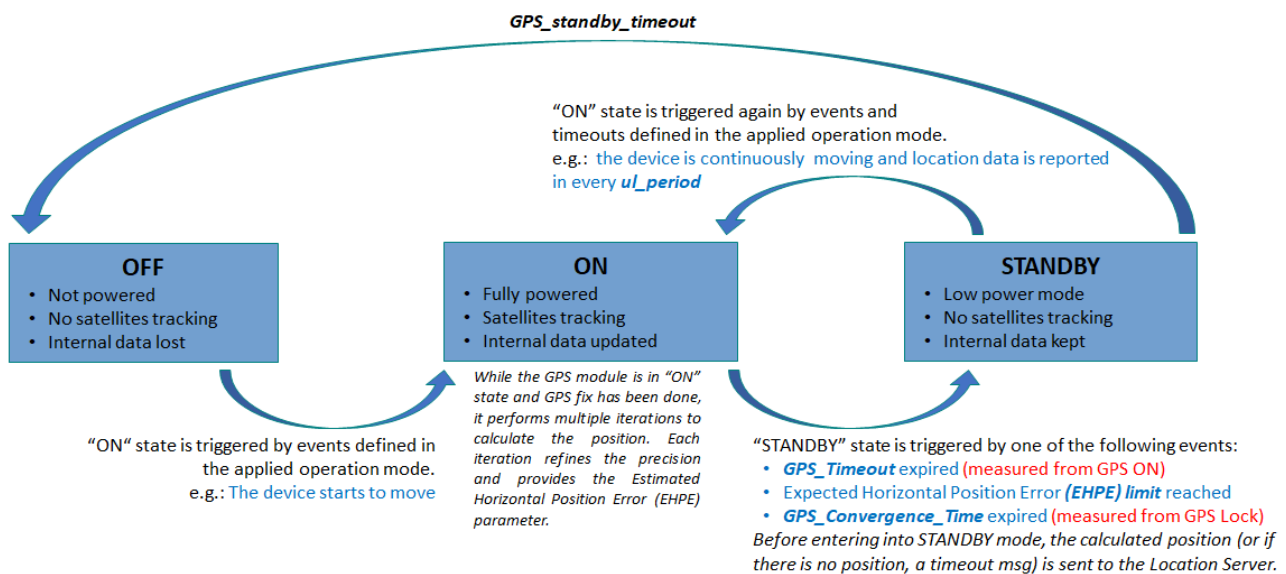 GPS_standby_timeout
“ON” state is triggered again by events and
timeouts defined in the applied operation mode.
e.g.: the device is continuously moving and location data is reported
in every ul_period
OFF
• Not powered
• No satellites tracking
• Internal data lost
ON
• Fully powered
• Satellites tracking
• Internal data updated
STANDBY
• Low power mode
• No satellites tracking
• Internal data kept
“ON“ state is triggered by events defined in
the applied operation mode.
e.g.: The device starts to move
While the GPS module is in “ON”
state and GPS fix has been done,
it performs multiple iterations to
calculate the position. Each
iteration refines the precision
and provides the Estimated
Horizontal Position Error (EHPE)
parameter.
“STANDBY” state is triggered by one of the following events:
• GPS_Timeout expired (measured from GPS ON)
• Expected Horizontal Position Error (EHPE) limit reached
• GPS_Convergence_Time expired (measured from GPS Lock)
Before entering into STANDBY mode, the calculated position (or if
there is no position, a timeout msg) is sent to the Location Server.